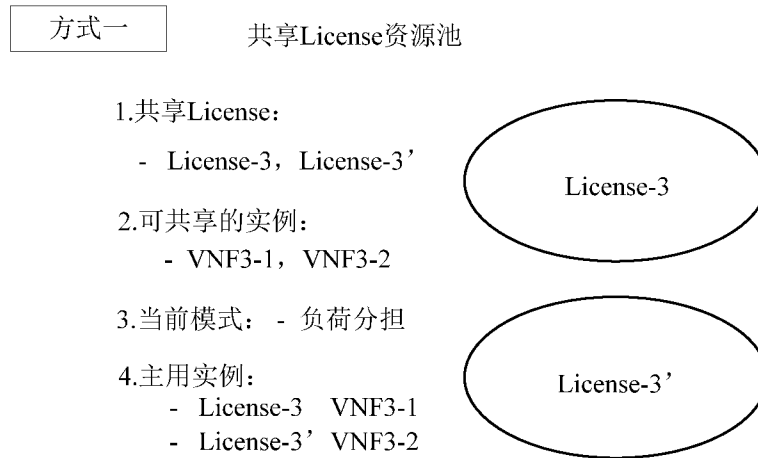 方式一
共享License资源池
1.共享License：
- License-3，License-3’
2.可共享的实例：
- VNF3-1，VNF3-2
3.当前模式： - 负荷分担
4.主用实例：
- License-3 VNF3-1
- License-3’ VNF3-2
License-3
License-3’